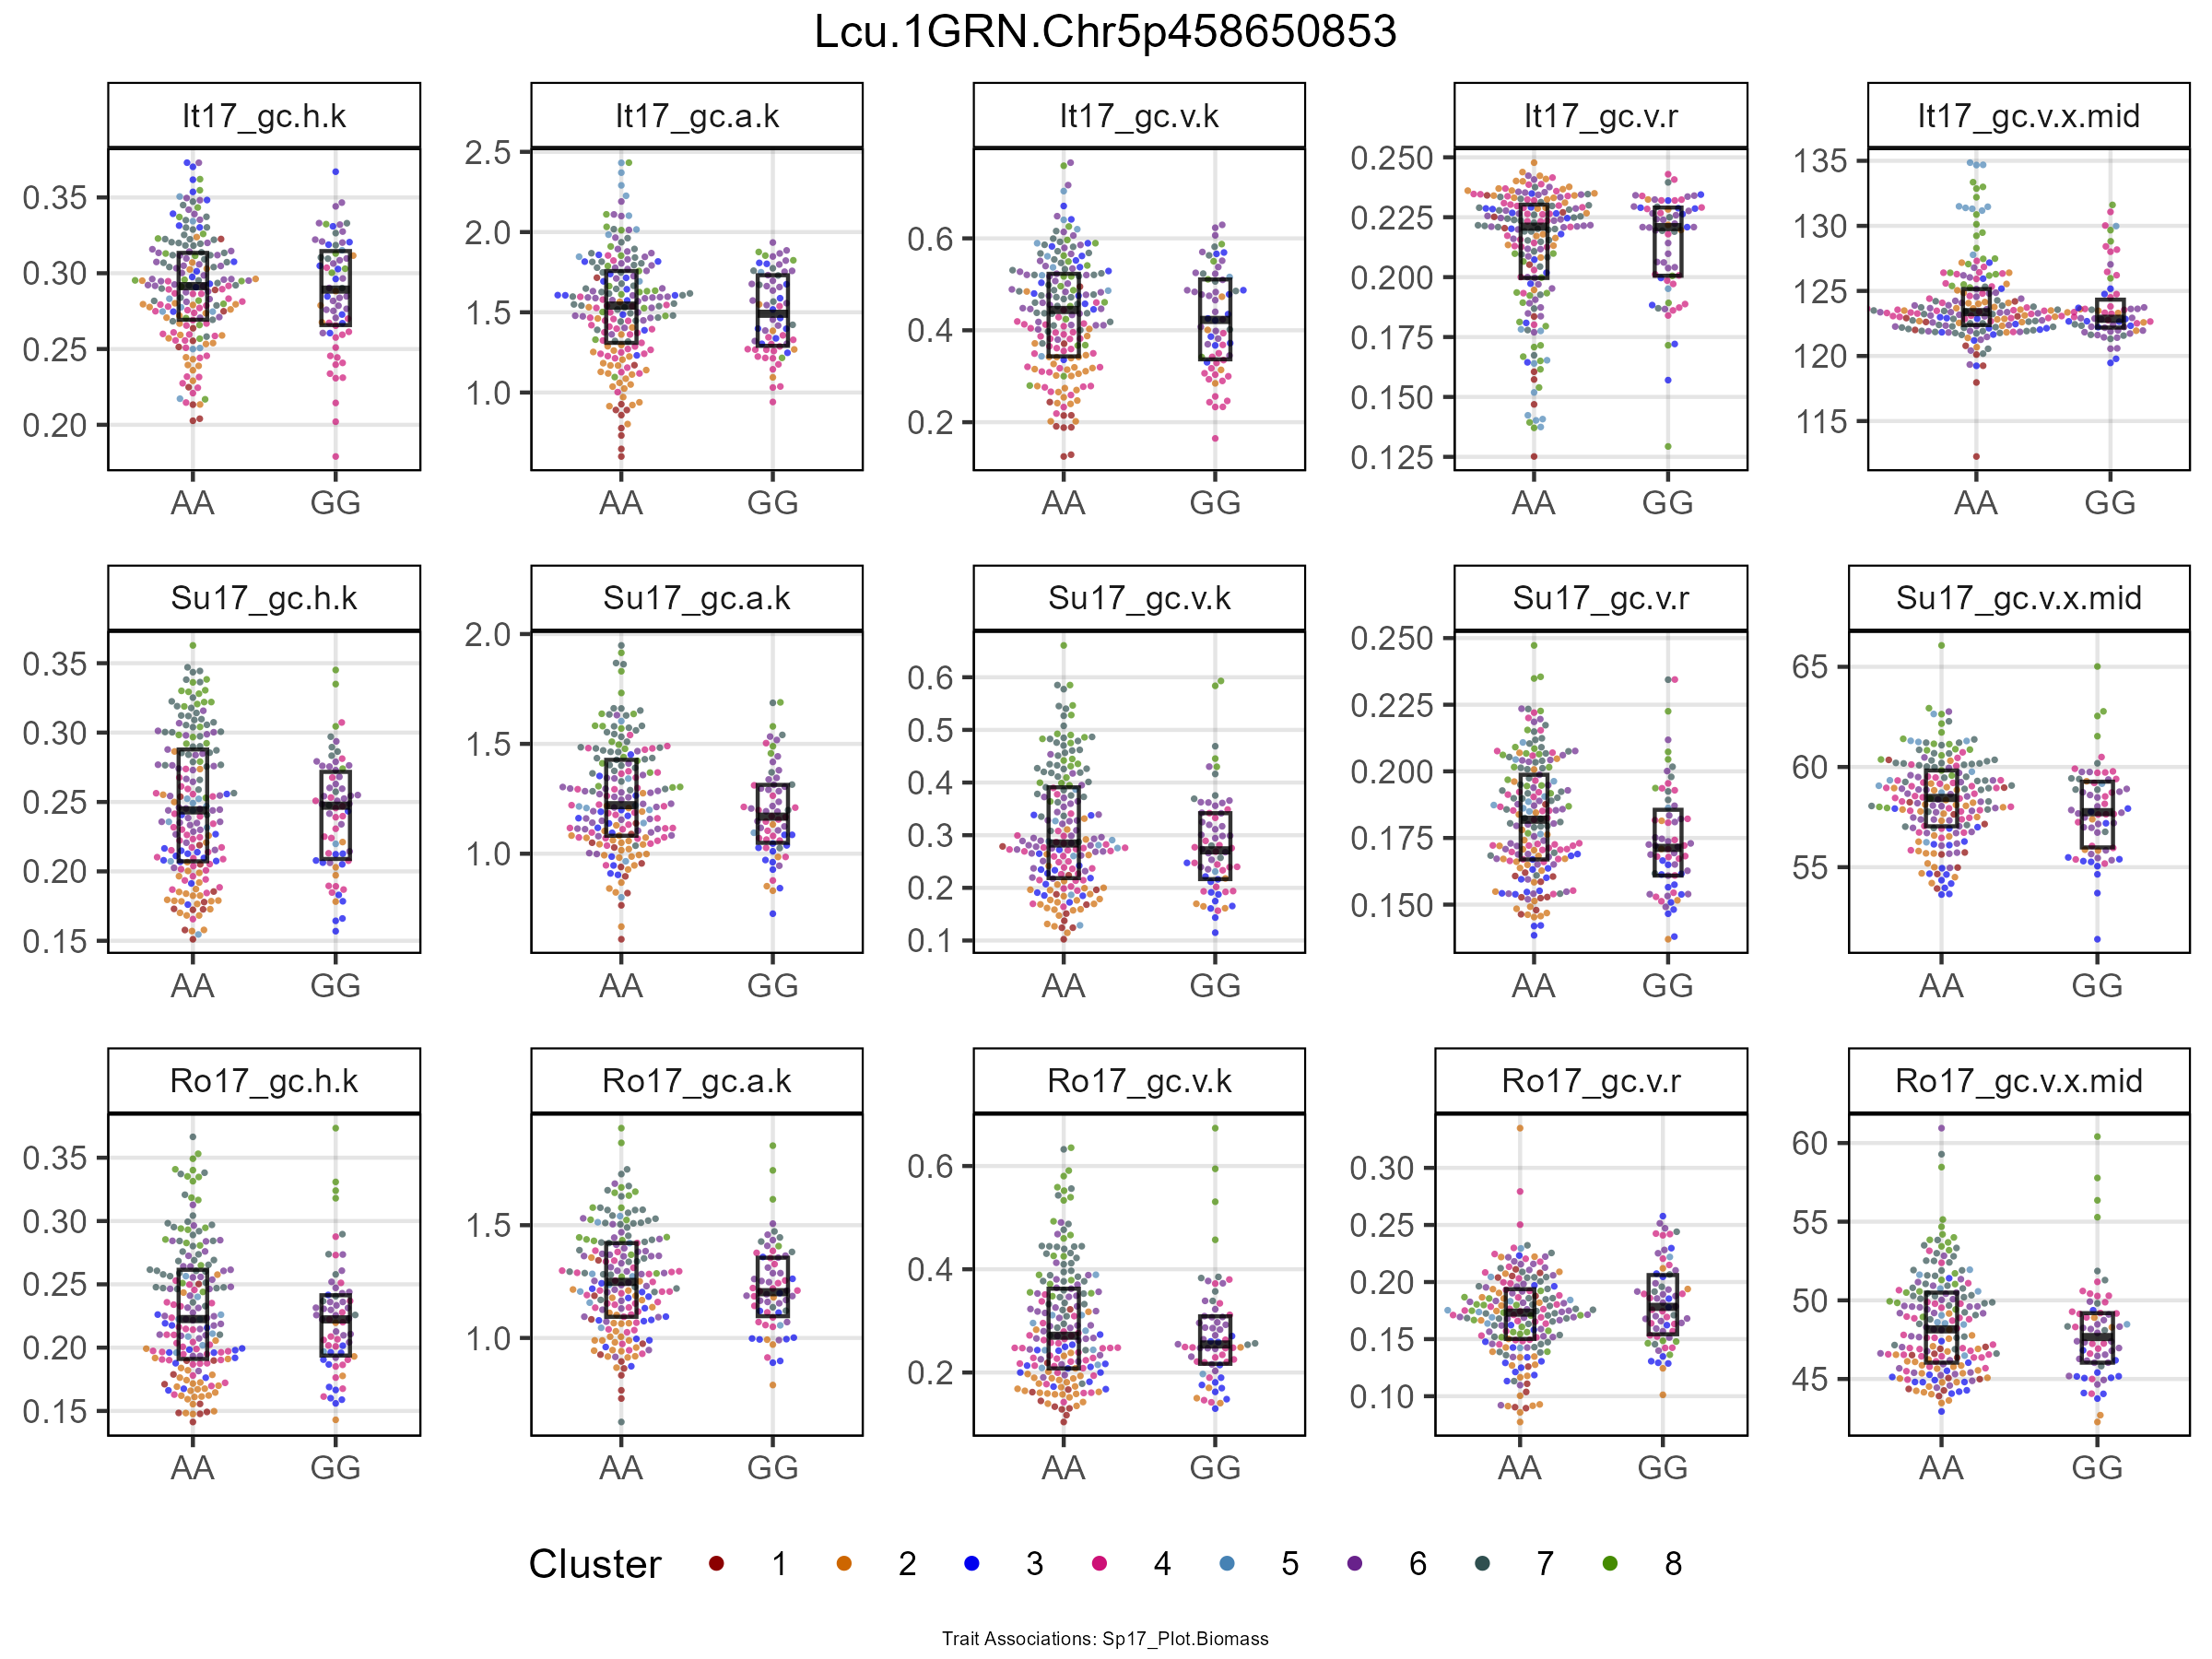 Lcu.1GRN.Chr5p458650853
It17_gc.h.k It17_gc.a.k It17_gc.v.k It17_gc.v.r It17_gc.v.x.mid
0.35 0.30 0.25 0.20
2.5 2.0 1.5 1.0
0.6 0.4 0.2
0.250 0.225 0.200 0.175 0.150 0.125
135 130 125 120 115
AA GG AA GG AA GG AA GG AA GG
Su17_gc.h.k Su17_gc.a.k Su17_gc.v.k Su17_gc.v.r Su17_gc.v.x.mid
0.35 0.30 0.25 0.20 0.15
2.0 1.5 1.0
0.6 0.5 0.4 0.3 0.2 0.1
0.250 0.225 0.200 0.175 0.150
65 60 55
AA GG AA GG AA GG AA GG AA GG
Ro17_gc.h.k Ro17_gc.a.k Ro17_gc.v.k Ro17_gc.v.r Ro17_gc.v.x.mid
0.35 0.30 0.25 0.20 0.15
1.5 1.0
0.6 0.4 0.2
0.30 0.25 0.20 0.15 0.10
60 55 50 45
AA GG AA GG AA GG AA GG AA GG
Cluster 1 2 3 4 5 6 7 8
Trait Associations: Sp17_Plot.Biomass